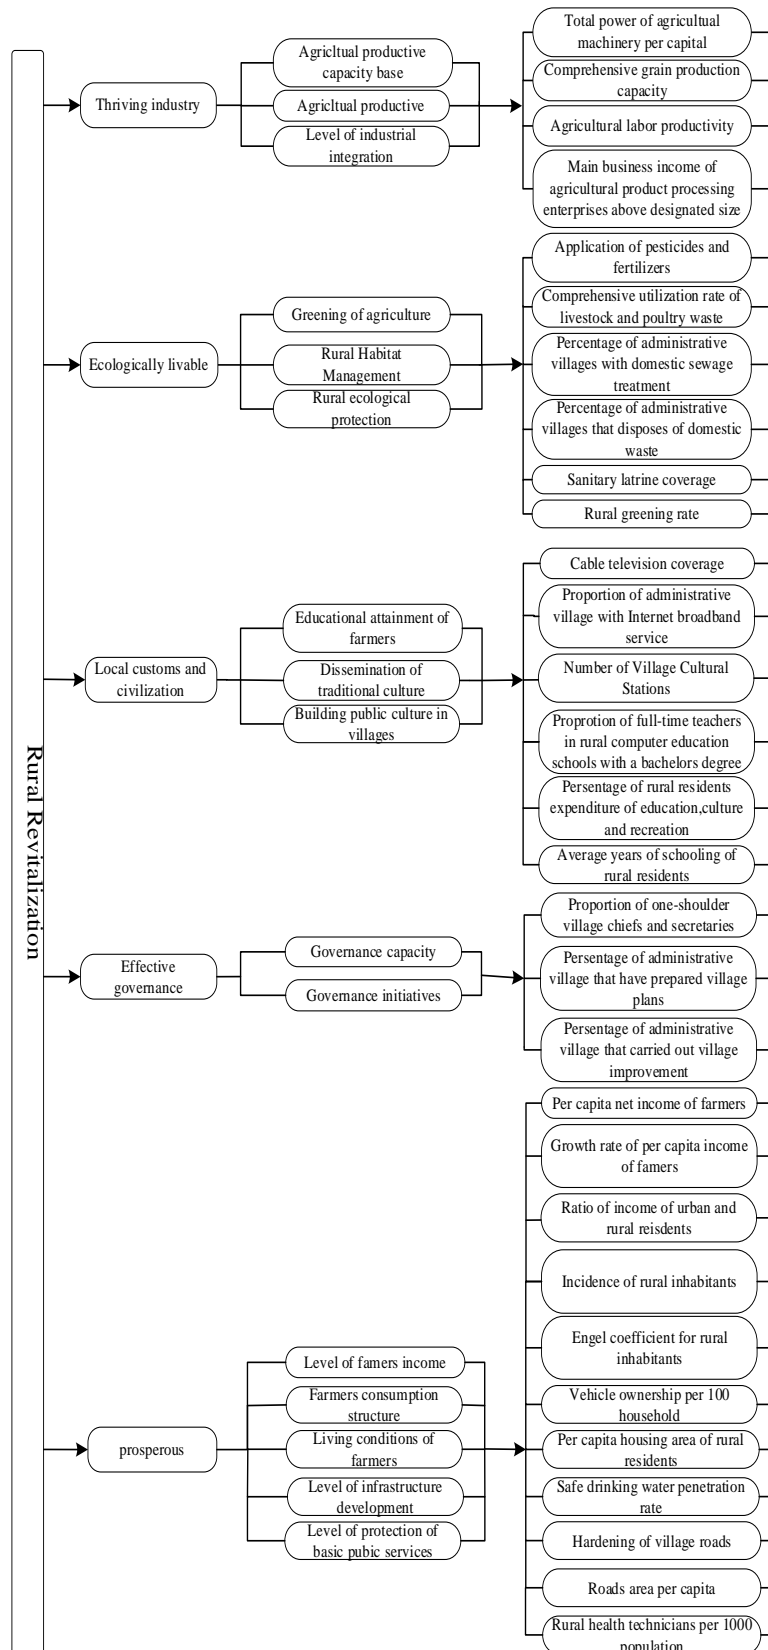 Rural Revitalization
Thriving industry
Agricltual productive
capacity base
Agricltual productive
Level of industrial
integration
Total power of agricultual
machinery per capital
Comprehensive grain production
capacity
Agricultural labor productivity
Main business income of
agricultural product processing
enterprises above designated size
Ecologically livable
Greening of agriculture
Rural Habitat
Management
Rural ecological
protection
Application of pesticides and
fertilizers
Comprehensive utilization rate of
livestock and poultry waste
Percentage of administrative
villages with domestic sewage
treatment
Percentage of administrative
villages that disposes of domestic
waste
Sanitary latrine coverage
Rural greening rate
Local customs and
civilization
Educational attainment of
farmers
Dissemination of
traditional culture
Building public culture in
villages
Cable television coverage
Proportion of administrative
village with Internet broadband
service
Number of Village Cultural
Stations
Proprotion of full-time teachers
in rural computer education
schools with a bachelors degree
Persentage of rural residents
expenditure of education,culture
and recreation
Average years of schooling of
rural residents
Effective
governance
Governance capacity
Governance initiatives
Proportion of one-shoulder
village chiefs and secretaries
Persentage of administrative
village that have prepared village
plans
Persentage of administrative
village that carried out village
improvement
prosperous
Level of famers income
Farmers consumption
structure
Living conditions of
farmers
Level of infrastructure
development
Level of protection of
basic pubic services
Per capita net income of farmers
Growth rate of per capita income
of famers
Ratio of income of urban and
rural reisdents
Incidence of rural inhabitants
Engel coefficient for rural
inhabitants
Vehicle ownership per 100
household
Per capita housing area of rural
residents
Safe drinking water penetration
rate
Hardening of village roads
Roads area per capita
Rural health technicians per 1000
population